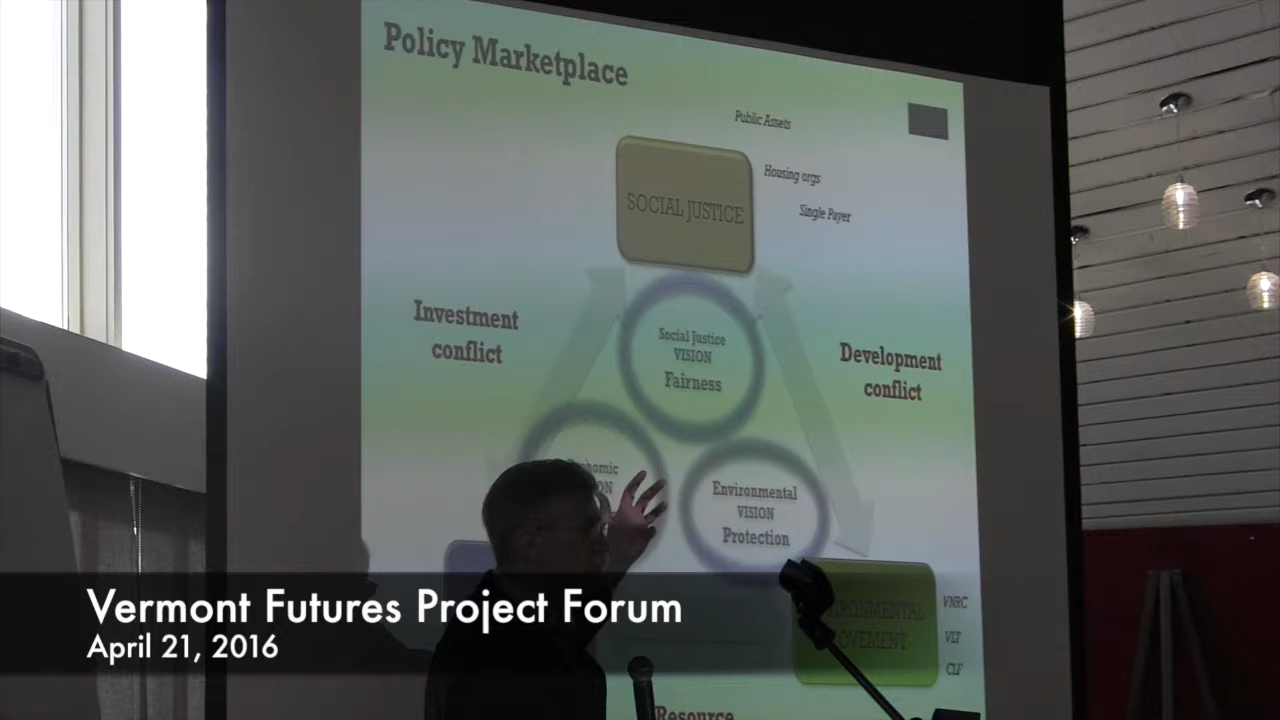 Policy Marketplace
Public Assets
Housing orgs
SOCIAL JUSTICE
Single Payer
Investment
conflict
Social Justice
VISION
Fairness
Development
conflict
Environmental
VISION
Protection
VNRC
VLT
CLF
Resource
Vermont Futures Project Forum
April 21, 2016